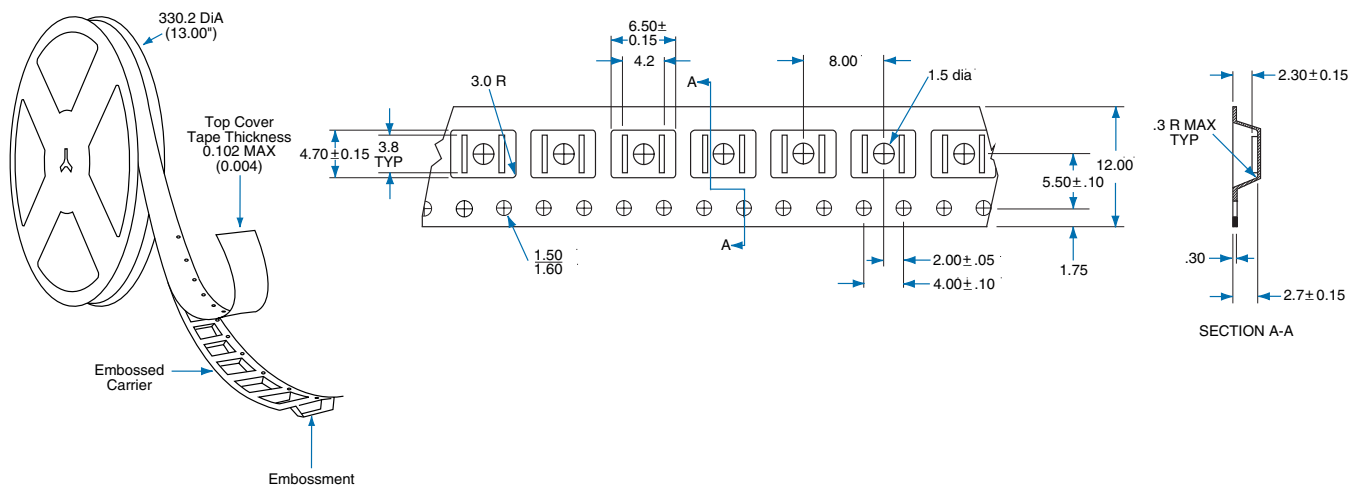 330.2 DiA
(13.00")
Top Cover
Tape Thickness
0.102 MAX
(0.004)
Embossed
Carrier
Embossment
6.50±
0.15
4.2
8.00
3.0 R
A
1.5 dia
4.70±0.15
3.8
TYP
12.00
5.50±.10
1.50
1.60
A
2.00±.05
4.00±.10
1.75
2.30±0.15
.3 R MAX
TYP
.30
2.7±0.15
SECTION A-A